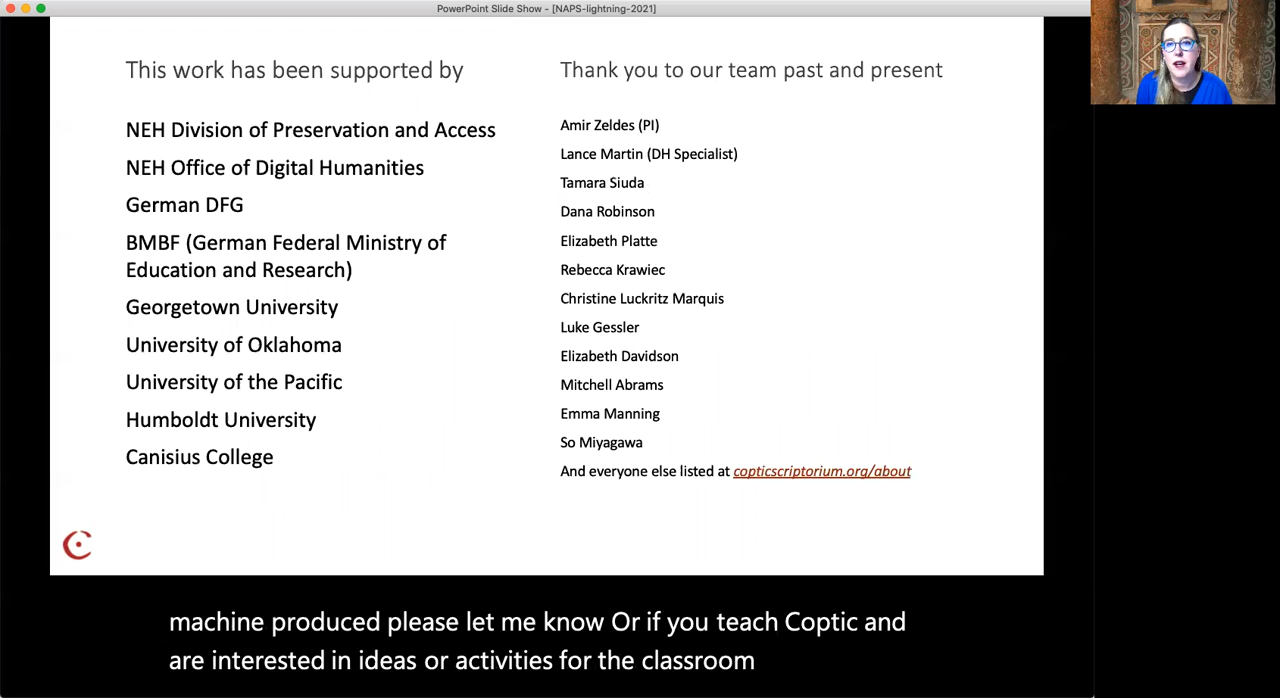 PowerPoint Slide Show - [NAPS-lightning-2021]
This work has been supported by
NEH Division of Preservation and Access
NEH Office of Digital Humanities
German DFG
BMBF (German Federal Ministry of
Education and Research)
Georgetown University
University of Oklahoma
University of the Pacific
Humboldt University
Canisius College
Thank you to our team past and present
Amir Zeldes (PI)
Lance Martin (DH Specialist)
Tamara Siuda
Dana Robinson
Elizabeth Platte
Rebecca Krawiec
Christine Luckritz Marquis
Luke Gessler
Elizabeth Davidson
Mitchell Abrams
Emma Manning
So Miyagawa
And everyone else listed at copticscriptorium.org/about
machine produced please let me know Or if you teach Coptic and
are interested in ideas or activities for the classroom